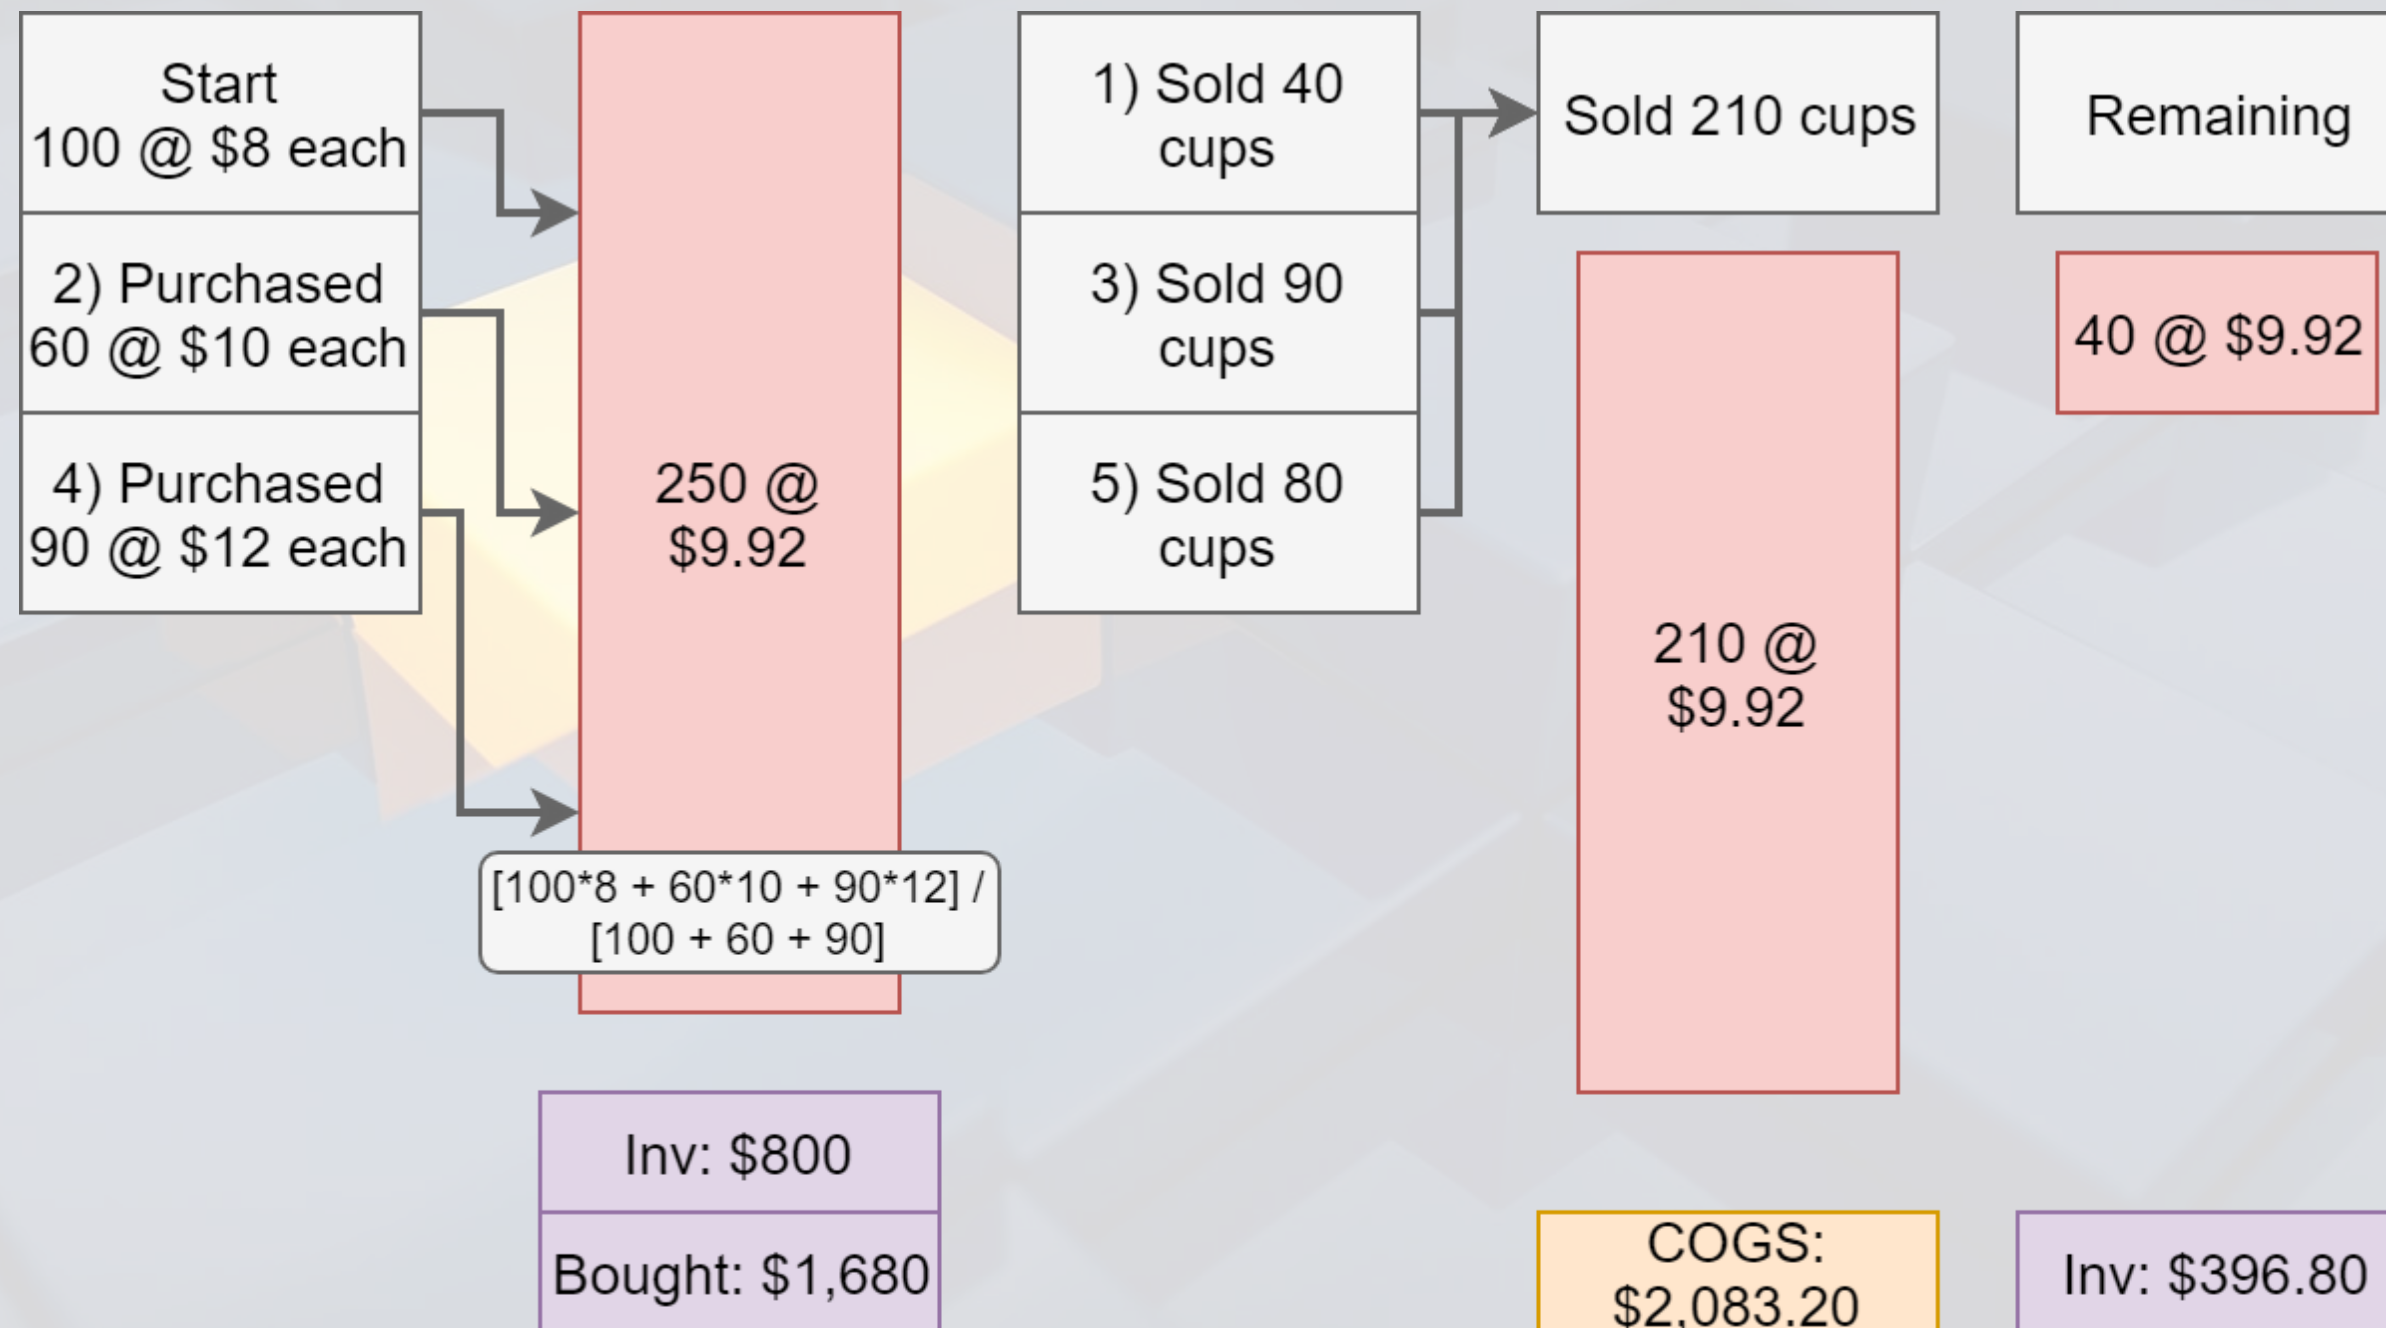 Start
100 @ $8 each
2) Purchased
60 @ $10 each
4) Purchased
90 @ $12 each
250 @
$9.92
[100*8 + 60*10 + 90*12] /
[100 + 60 + 90]
Inv: $800
Bought: $1,680
1) Sold 40
cups
3) Sold 90
cups
5) Sold 80
cups
Sold 210 cups
210 @
$9.92
COGS:
$2,083.20
Remaining
40 @ $9.92
Inv: $396.80